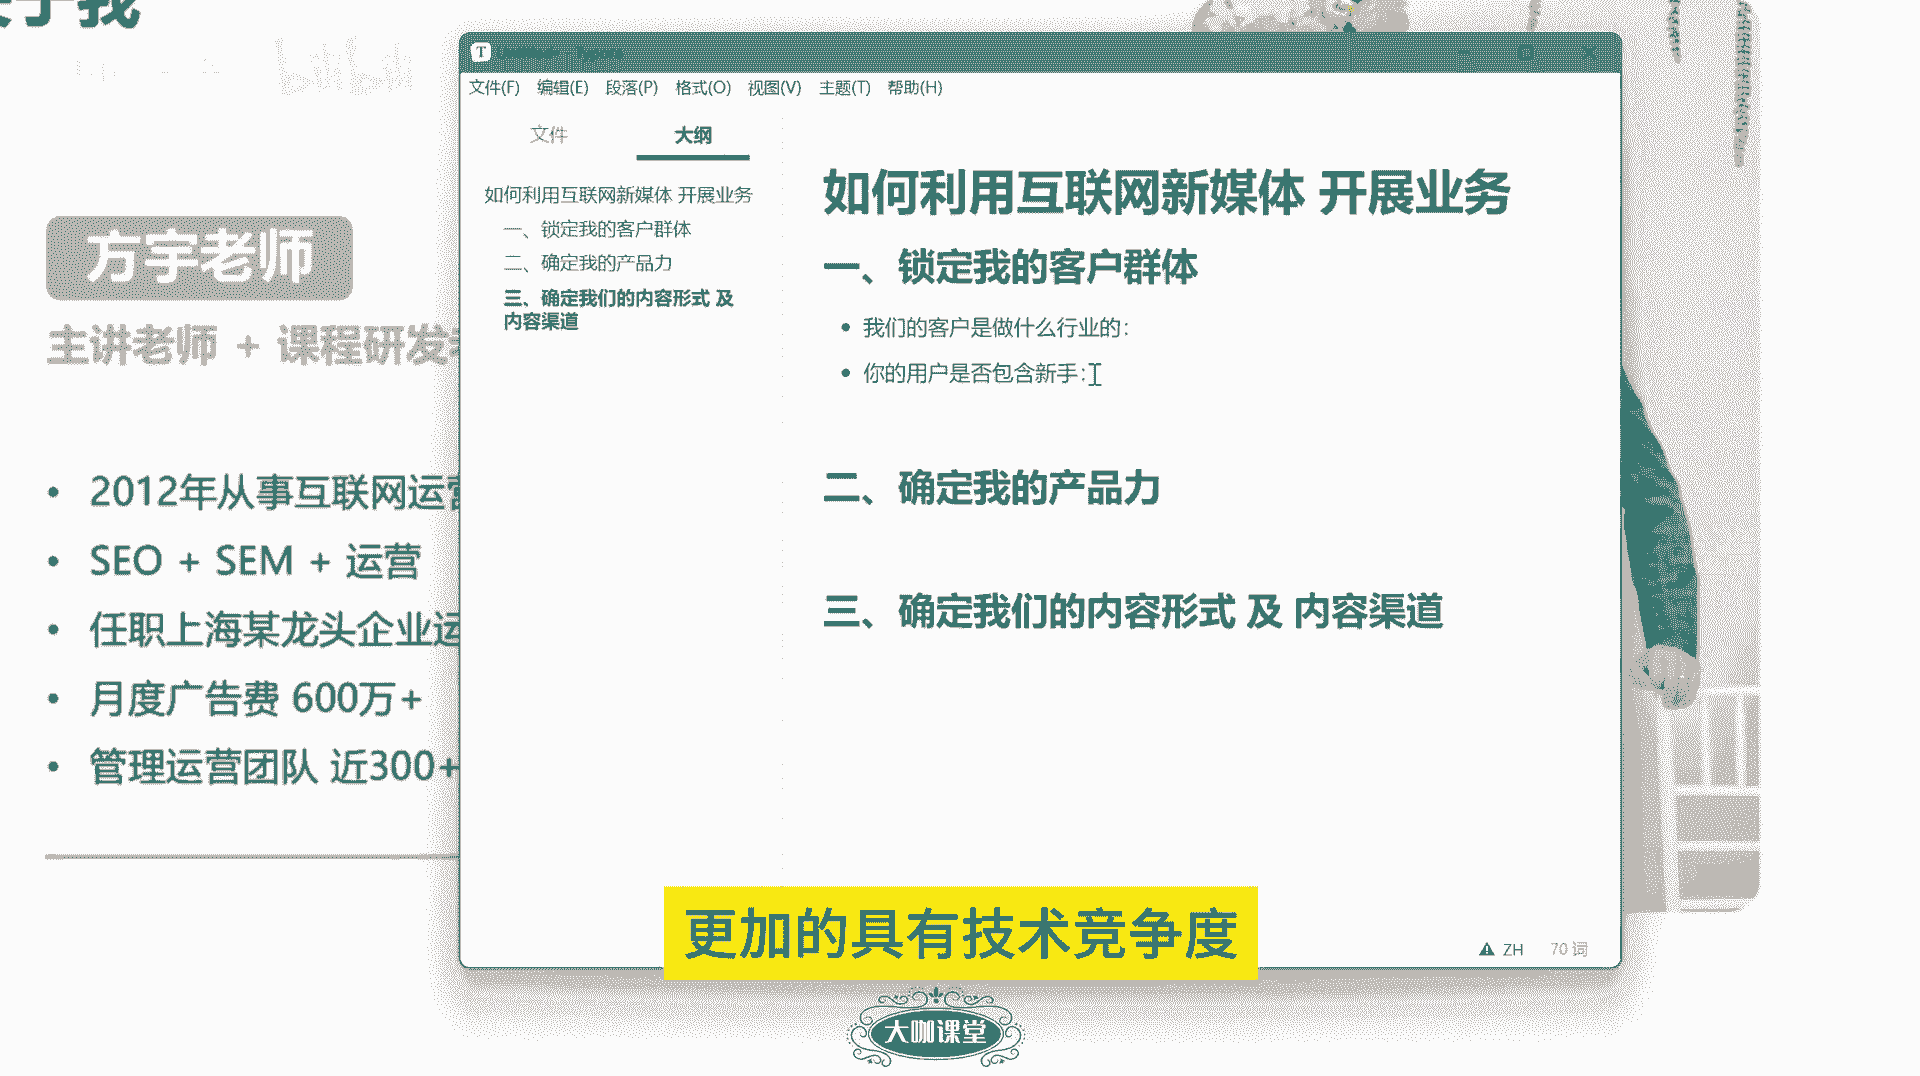 于我
bilibili
方宇老师
主讲老师 + 课程研发
2012年从事互联网运营
SEO + SEM + 运营
任职上海某龙头企业运
月度广告费 600万+
管理运营团队 近300+
文件(F) 编辑(E) 段落(P) 格式(O) 视图(V) 主题(T) 帮助(H)
文件 大纲
如何利用互联网新媒体 开展业务
一、锁定我的客户群体
二、确定我的产品力
三、确定我们的内容形式 及
内容渠道
如何利用互联网新媒体 开展业务
一、锁定我的客户群体
我们的客户是做什么行业的：
你的用户是否包含新手：
二、确定我的产品力
三、确定我们的内容形式 及 内容渠道
ZH 70 词
更加的具有技术竞争度
大咖课堂